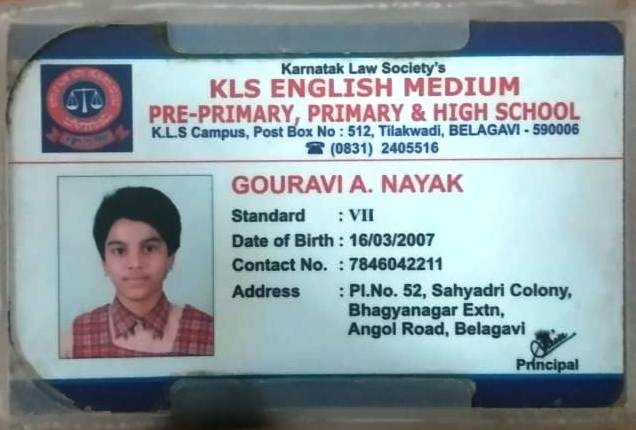 Karnatak Law Society's
KLS ENGLISH MEDIUM
PRE-PRIMARY, PRIMARY & HIGH SCHOOL
K.L.S Campus, Post Box No : 512, Tilakwadi, BELAGAVI - 590006
☎ (0831) 2405516
GOURAVI A. NAYAK
Standard : VII
Date of Birth : 16/03/2007
Contact No. : 7846042211
Address : Pl.No. 52, Sahyadri Colony,
Bhagyanagar Extn,
Angol Road, Belagavi
Principal